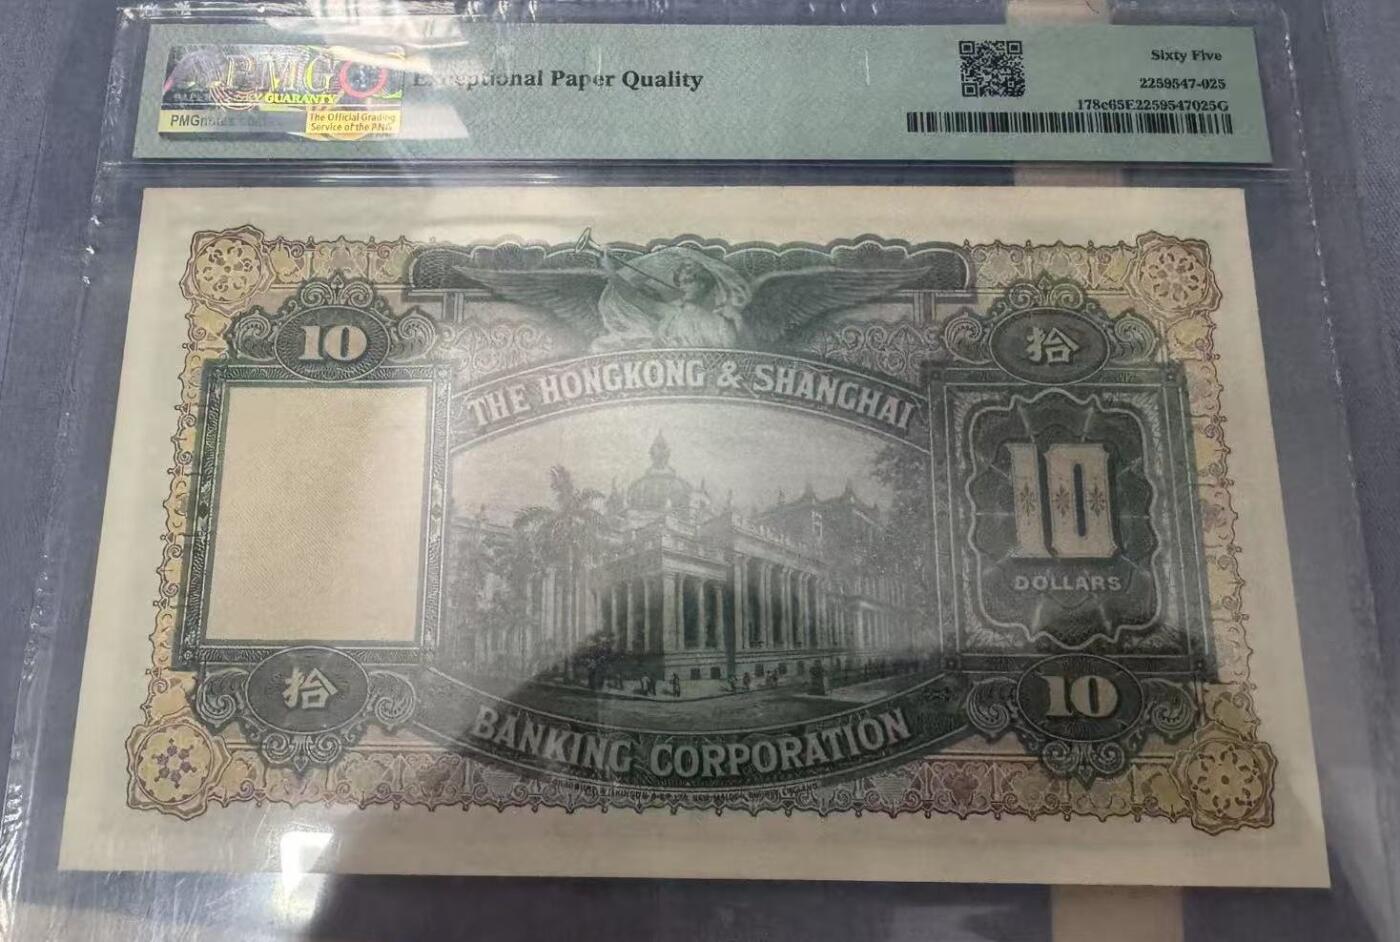 PMG
GUARANTY
The Official Grading
Service of the PNG
Exceptional Paper Quality
Sixty Five
2259547-025
178c65E2259547025G
10
拾
THE HONGKONG & SHANGHAI
10
DOLLARS
拾
10
BANKING CORPORATION